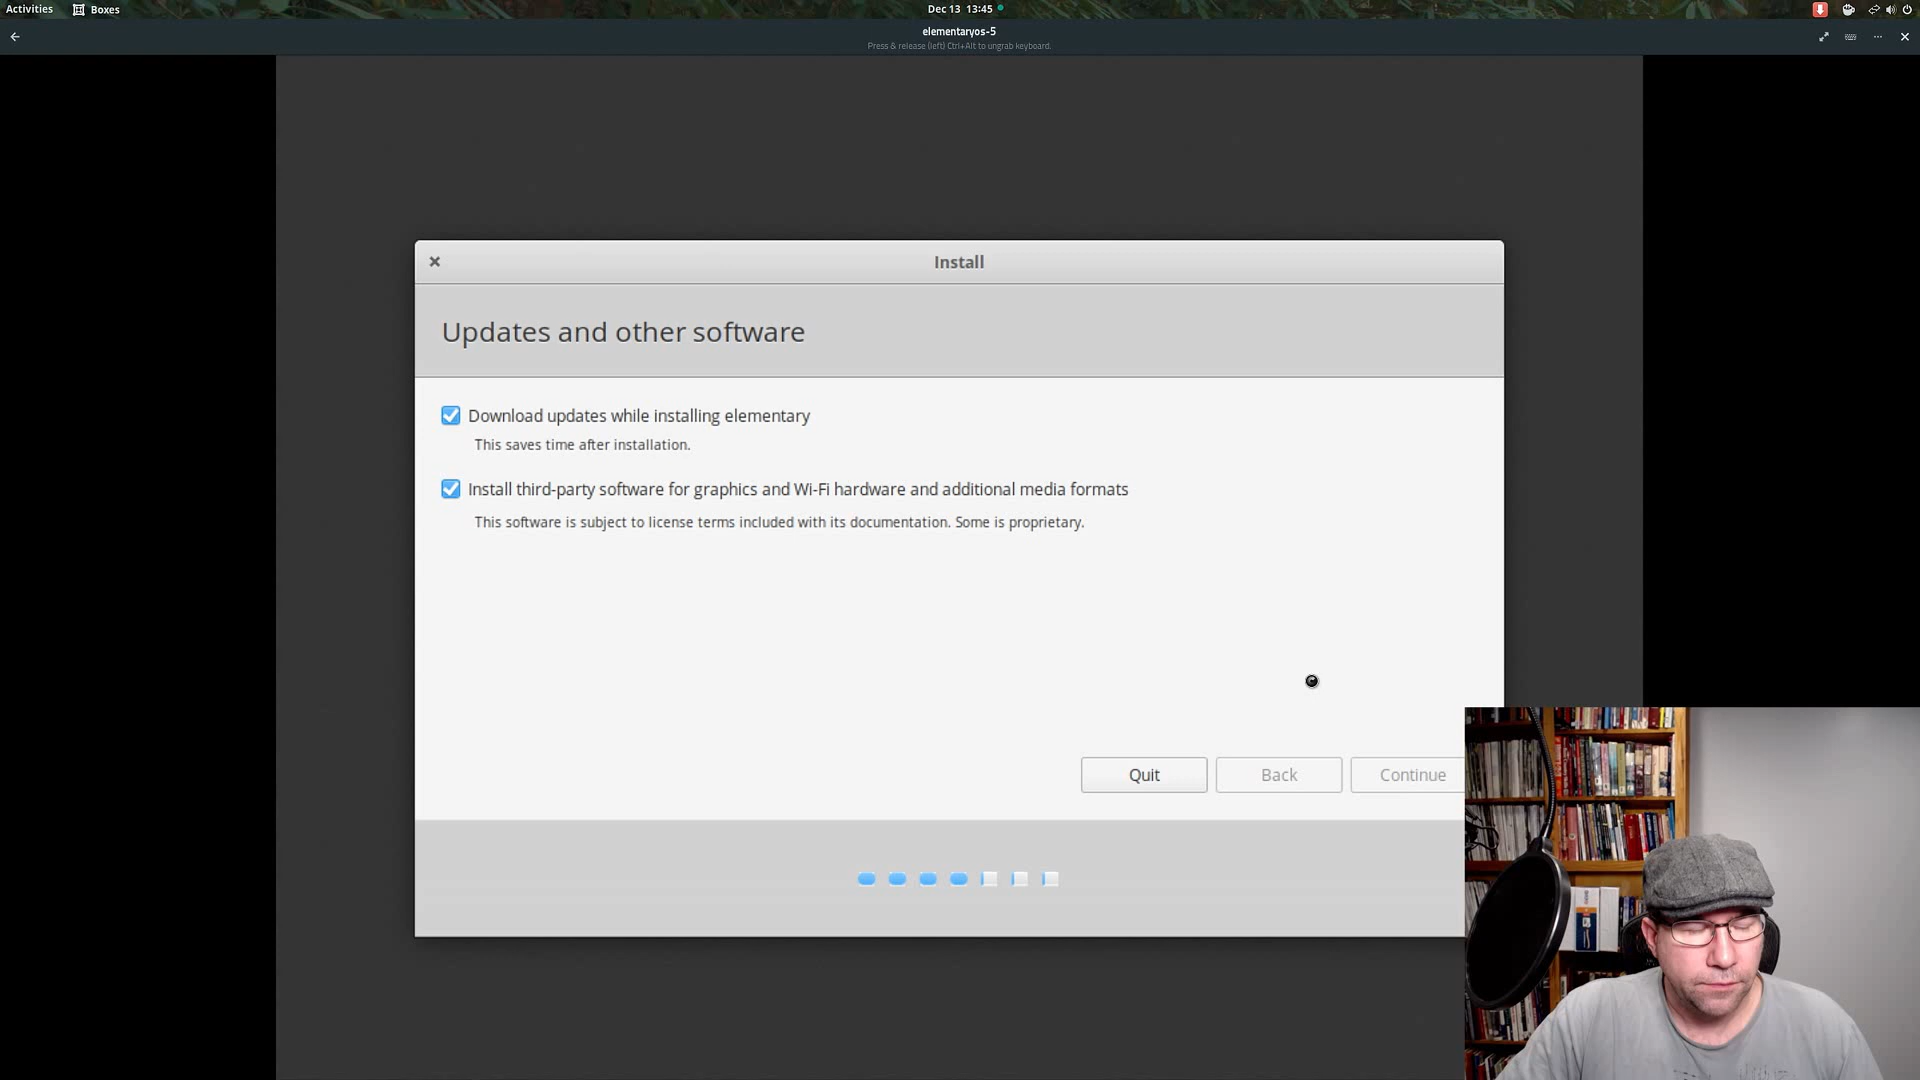 Activities
Boxes
Dec 13 13:45
elementaryos-5
Press & release (left) Ctrl+Alt to ungrab keyboard.
Install
Updates and other software
Download updates while installing elementary
This saves time after installation.
Install third-party software for graphics and Wi-Fi hardware and additional media formats
This software is subject to license terms included with its documentation. Some is proprietary.
Quit
Back
Continue